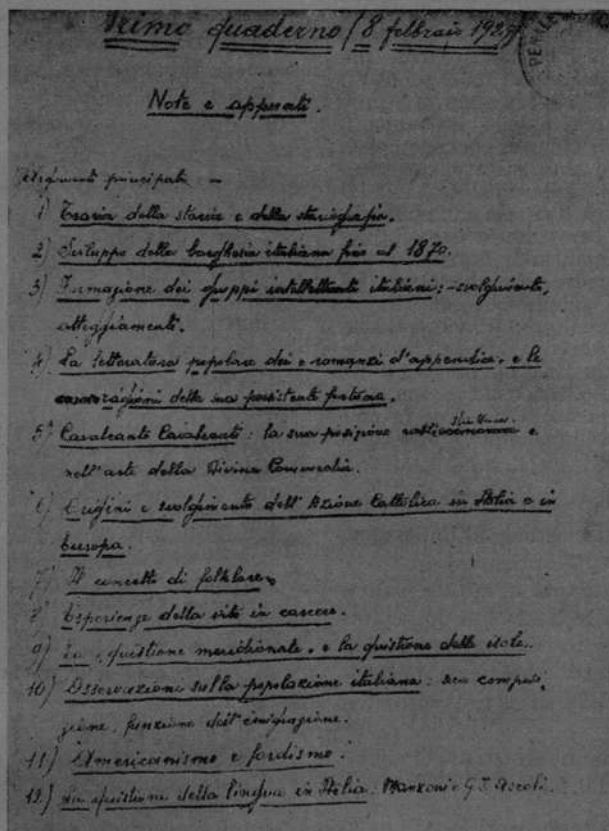 Primo quaderno (8 febbraio 1929)
Note e appunti.
Argomenti principali –
1) Teoria della storia e della storiografia.
2) Sviluppo della borghesia italiana fino al 1870.
3) Formazione dei gruppi intellettuali italiani: – svolgimento,
atteggiamenti.
4) La letteratura popolare dei "romanzi d'appendice" e le
ragioni della sua persistente fortuna.
5) Cavalcante Cavalcanti: la sua posizione nella struttura e
nell'arte della Divina Commedia.
6) Origini e svolgimento dell'Azione Cattolica in Italia e in
Europa.
7) Il concetto di folklore.
8) Esperienze della vita in carcere.
9) La "quistione meridionale" e la quistione delle isole.
10) Osservazioni sulla popolazione italiana: sua composi-
zione, funzione dell'emigrazione.
11) Americanismo e fordismo.
12) La quistione della lingua in Italia: Manzoni e G. I. Ascoli.